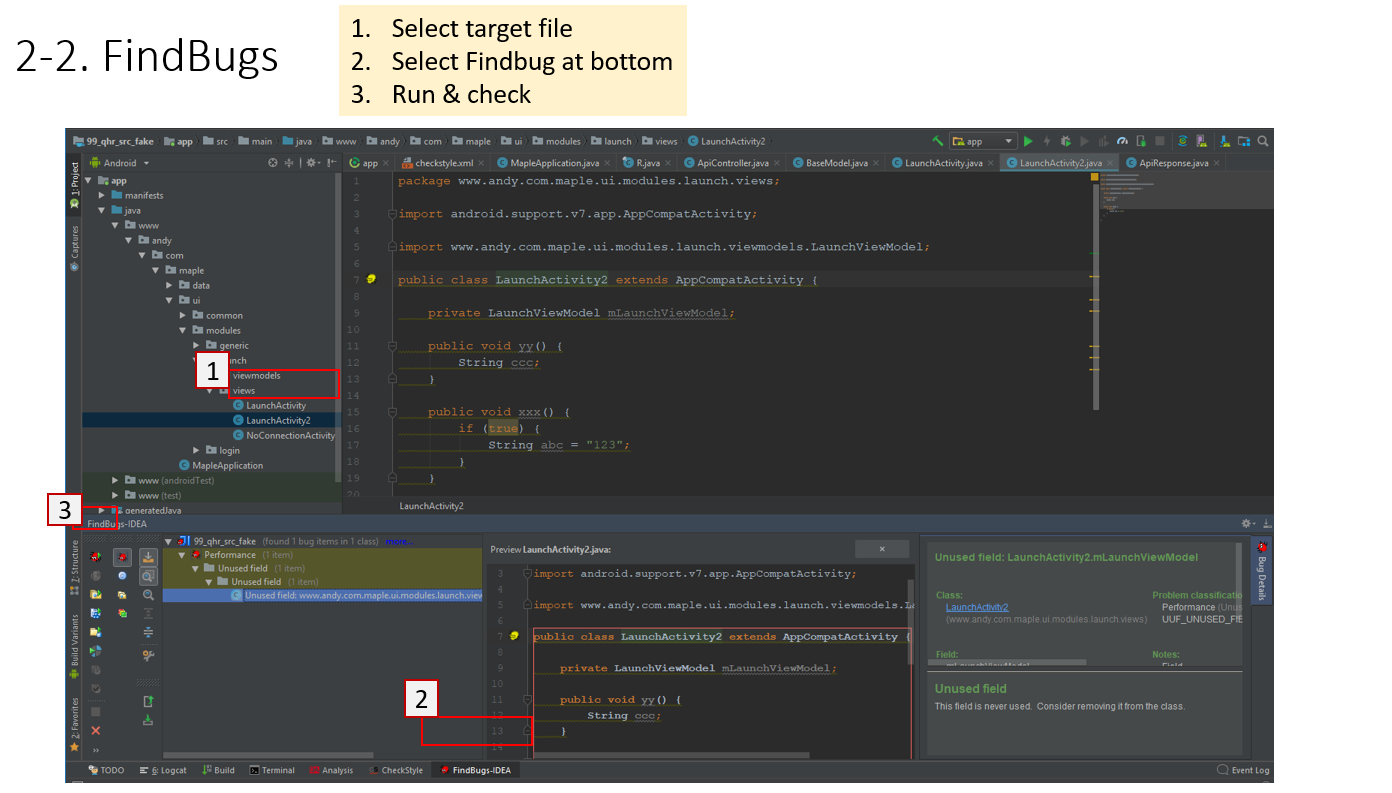 2-2. FindBugs
1. Select target file
2. Select Findbug at bottom
3. Run & check
99_qhr_src_fake app src main java www andy com maple ui modules launch views LaunchActivity2
app
Android
app checkstyle.xml MapleApplication.java R.java ApiController.java BaseModel.java LaunchActivity.java LaunchActivity2.java ApiResponse.java
1: Project
Captures
app
manifests
java
www
andy
com
maple
data
ui
common
modules
generic
nch
1
viewmodels
views
LaunchActivity
LaunchActivity2
NoConnectionActivity
login
MapleApplication
www (androidTest)
www (test)
generatedJava
1 package www.andy.com.maple.ui.modules.launch.views;
2
3 import android.support.v7.app.AppCompatActivity;
4
5 import www.andy.com.maple.ui.modules.launch.viewmodels.LaunchViewModel;
6
7 public class LaunchActivity2 extends AppCompatActivity {
8
9 private LaunchViewModel mLaunchViewModel;
10
11 public void yy() {
12 String ccc;
13 }
14
15 public void xxx() {
16 if (true) {
17 String abc = "123";
18 }
19 }
20
LaunchActivity2
3
FindBugs-IDEA
7: Structure
Build Variants
2: Favorites
99_qhr_src_fake (found 1 bug items in 1 class) more...
Performance (1 item)
Unused field (1 item)
Unused field (1 item)
Unused field: www.andy.com.maple.ui.modules.launch.view
Preview LaunchActivity2.java:
3 import android.support.v7.app.AppCompatActivity;
4
5 import www.andy.com.maple.ui.modules.launch.viewmodels.La
6
7 public class LaunchActivity2 extends AppCompatActivity {
8
9 private LaunchViewModel mLaunchViewModel;
10
11 public void yy() {
12 String ccc;
13 }
14
2
Unused field: LaunchActivity2.mLaunchViewModel
Class:
LaunchActivity2
(www.andy.com.maple.ui.modules.launch.views)
Problem classificatio
Performance (Unus
UUF_UNUSED_FIE
Field:
mLaunchViewModel
Notes:
Field
Unused field
This field is never used. Consider removing it from the class.
Bug Details
TODO 6: Logcat Build Terminal Analysis CheckStyle FindBugs-IDEA Event Log